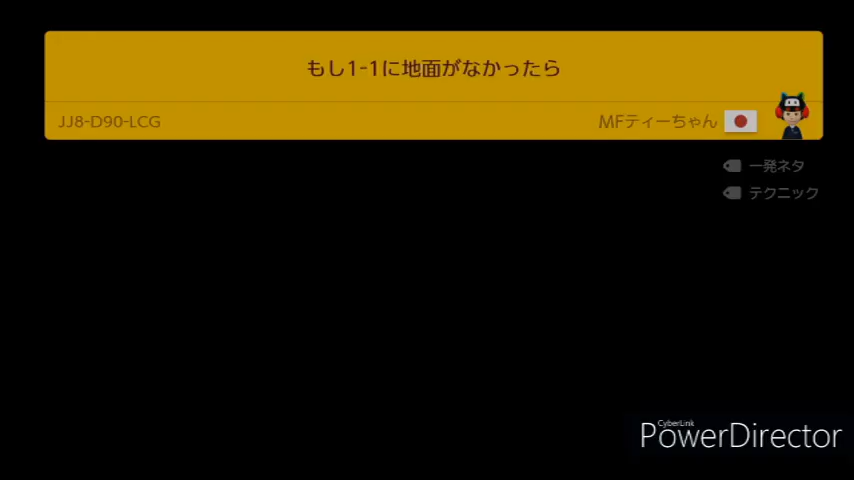 もし1-1に地面がなかったら
JJ8-D90-LCG
MFティーちゃん
一発ネタ
テクニック
CyberLink
PowerDirector